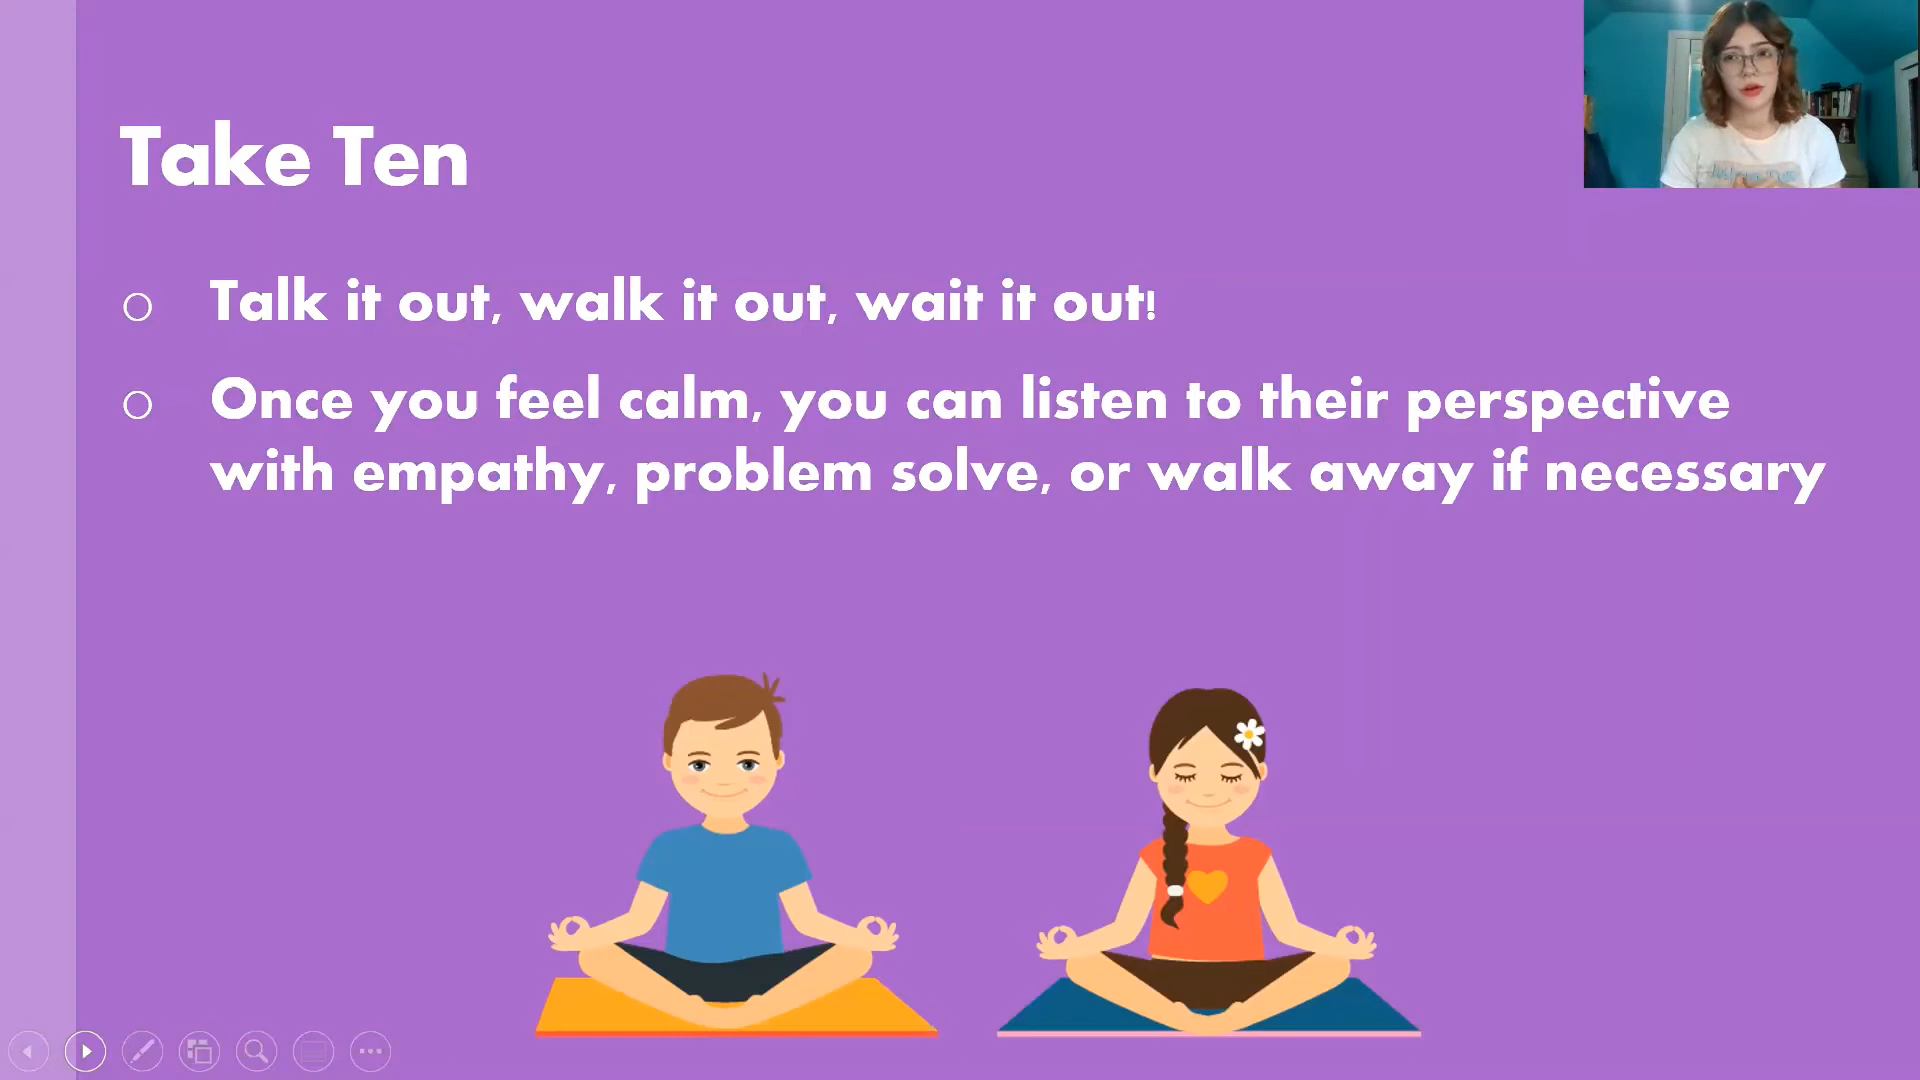 Take Ten
Talk it out, walk it out, wait it out!
Once you feel calm, you can listen to their perspective
with empathy, problem solve, or walk away if necessary